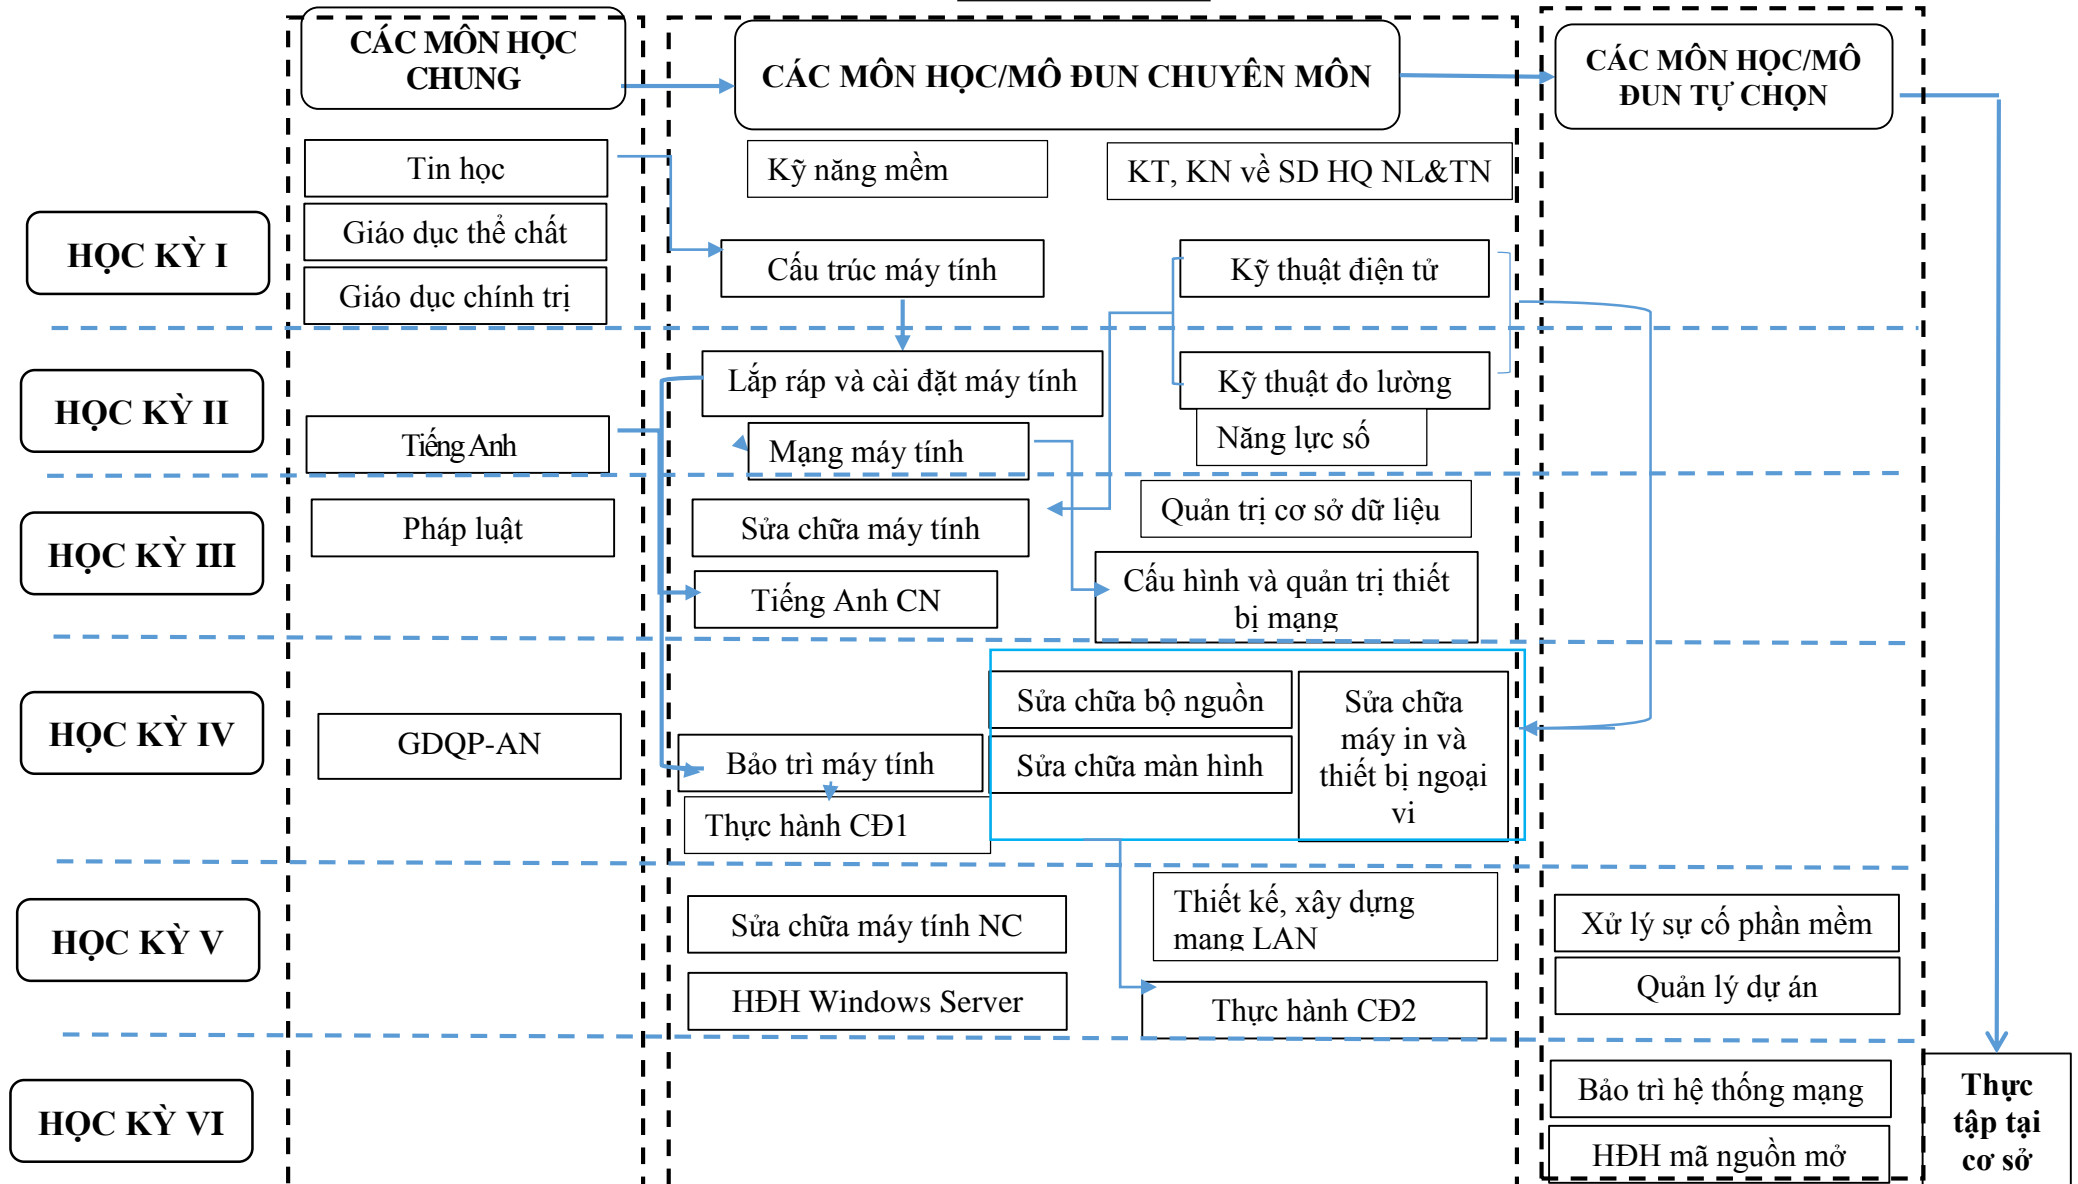 CÁC MÔN HỌC
CHUNG
CÁC MÔN HỌC/MÔ ĐUN CHUYÊN MÔN
CÁC MÔN HỌC/MÔ
ĐUN TỰ CHỌN
HỌC KỲ I
Tin học
Giáo dục thể chất
Giáo dục chính trị
Kỹ năng mềm
KT, KN về SD HQ NL&TN
Cấu trúc máy tính
Kỹ thuật điện tử
HỌC KỲ II
Tiếng Anh
Lắp ráp và cài đặt máy tính
Kỹ thuật đo lường
Mạng máy tính
Năng lực số
HỌC KỲ III
Pháp luật
Sửa chữa máy tính
Quản trị cơ sở dữ liệu
Tiếng Anh CN
Cấu hình và quản trị thiết
bị mạng
HỌC KỲ IV
GDQP-AN
Bảo trì máy tính
Thực hành CĐ1
Sửa chữa bộ nguồn
Sửa chữa màn hình
Sửa chữa
máy in và
thiết bị ngoại
vi
HỌC KỲ V
Sửa chữa máy tính NC
Thiết kế, xây dựng
mang LAN
HĐH Windows Server
Thực hành CĐ2
Xử lý sự cố phần mềm
Quản lý dự án
HỌC KỲ VI
Bảo trì hệ thống mạng
HĐH mã nguồn mở
Thực
tập tại
cơ sở